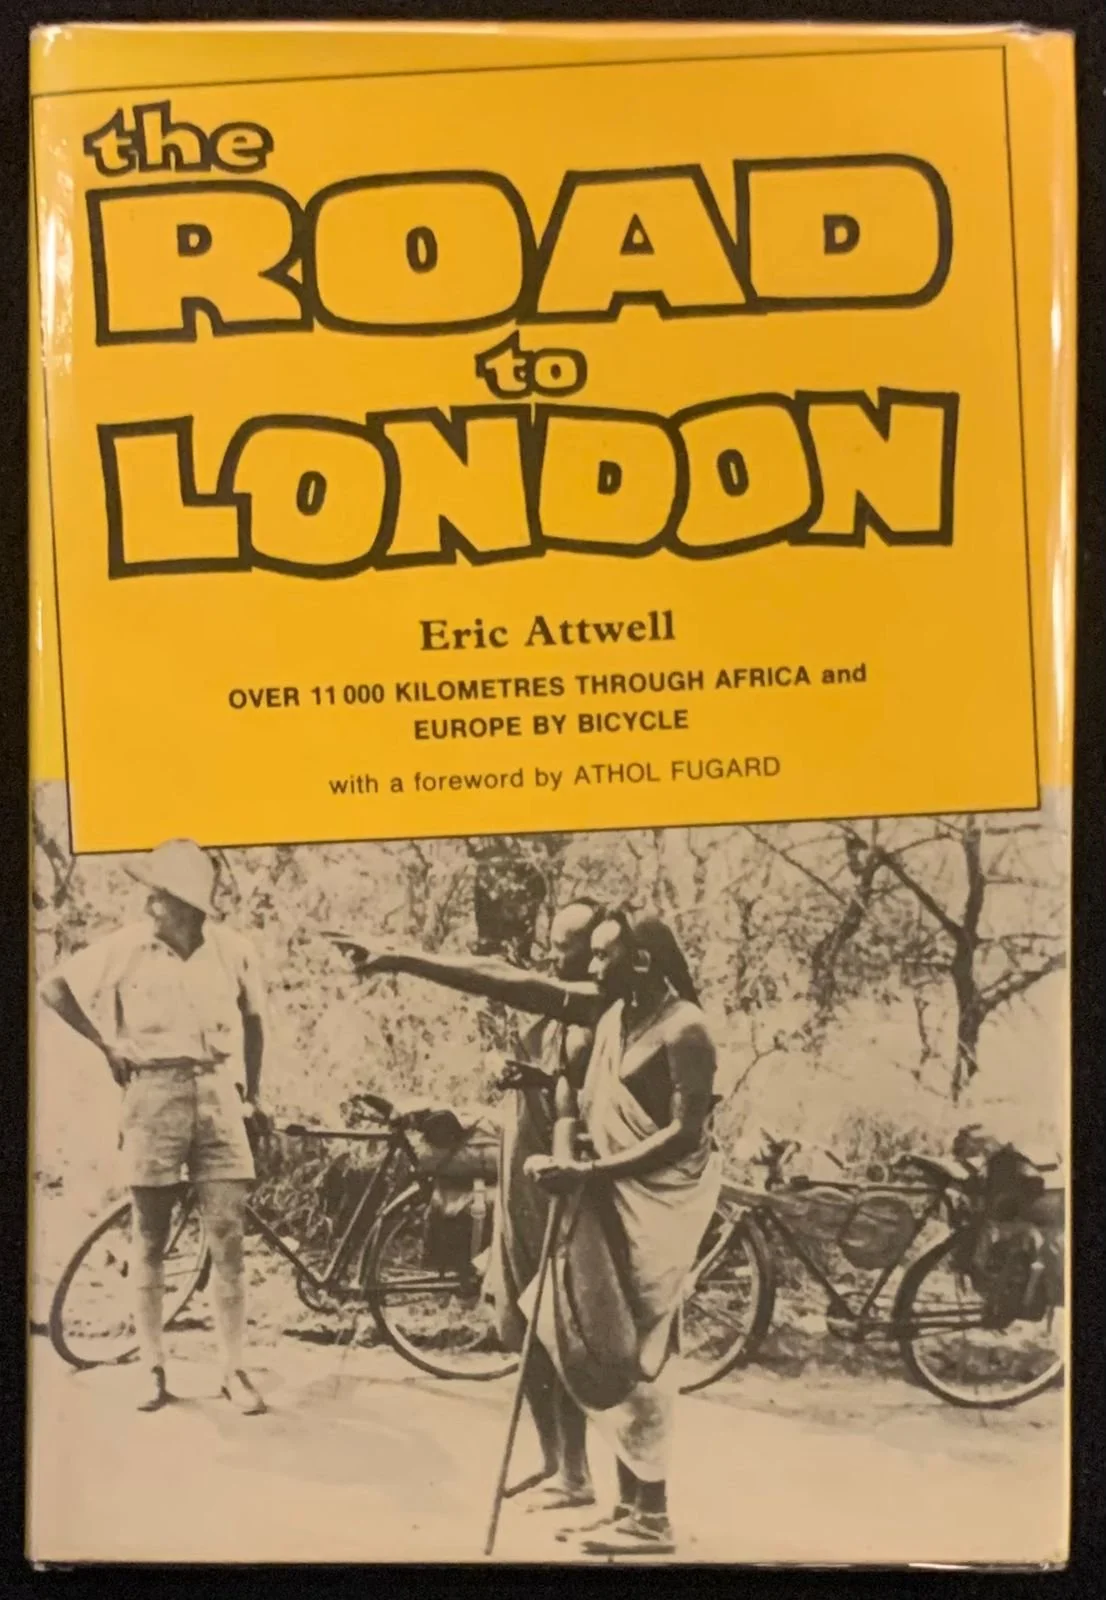 the
ROAD
to
LONDON
Eric Attwell
OVER 11 000 KILOMETRES THROUGH AFRICA and
EUROPE BY BICYCLE
with a foreword by ATHOL FUGARD